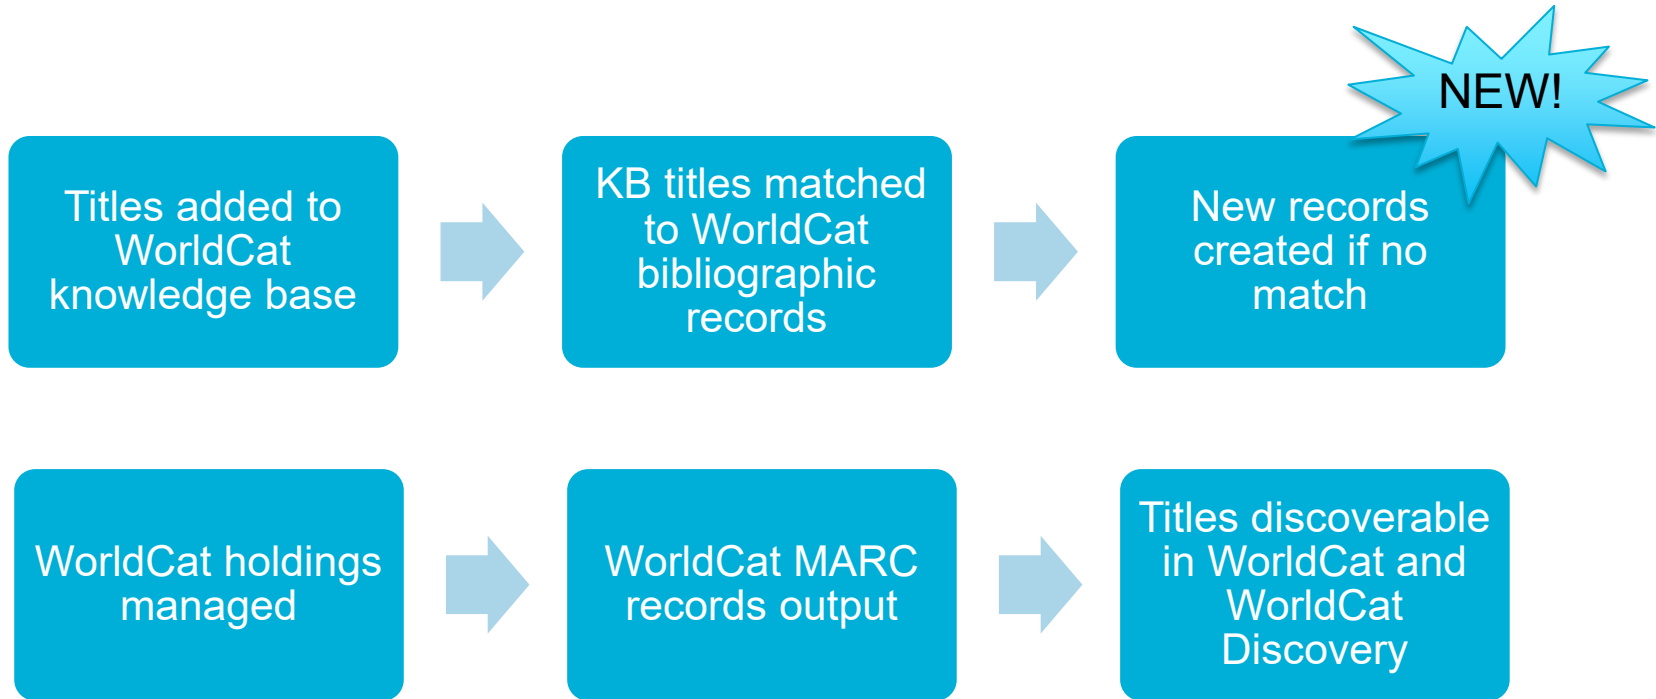 NEW!
Titles added to
WorldCat
knowledge base
KB titles matched
to WorldCat
bibliographic
records
New records
created if no
match
WorldCat holdings
managed
WorldCat MARC
records output
Titles discoverable
in WorldCat and
WorldCat
Discovery